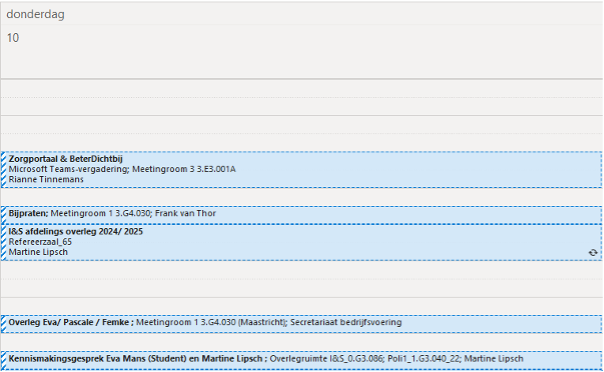 donderdag
10
Zorgportaal & BeterDichtbij
Microsoft Teams-vergadering; Meetingroom 3 3.E3.001A
Rianne Tinnemans
Bijpraten; Meetingroom 1 3.G4.030; Frank van Thor
I&S afdelings overleg 2024/ 2025
Refereerzaal_65
Martine Lipsch
Overleg Eva/ Pascale / Femke ; Meetingroom 1 3.G4.030 (Maastricht); Secretariaat bedrijfsvoering
Kennismakingsgesprek Eva Mans (Student) en Martine Lipsch ; Overlegruimte I&S_0.G3.086; Poli1_1.G3.040_22; Martine Lipsch